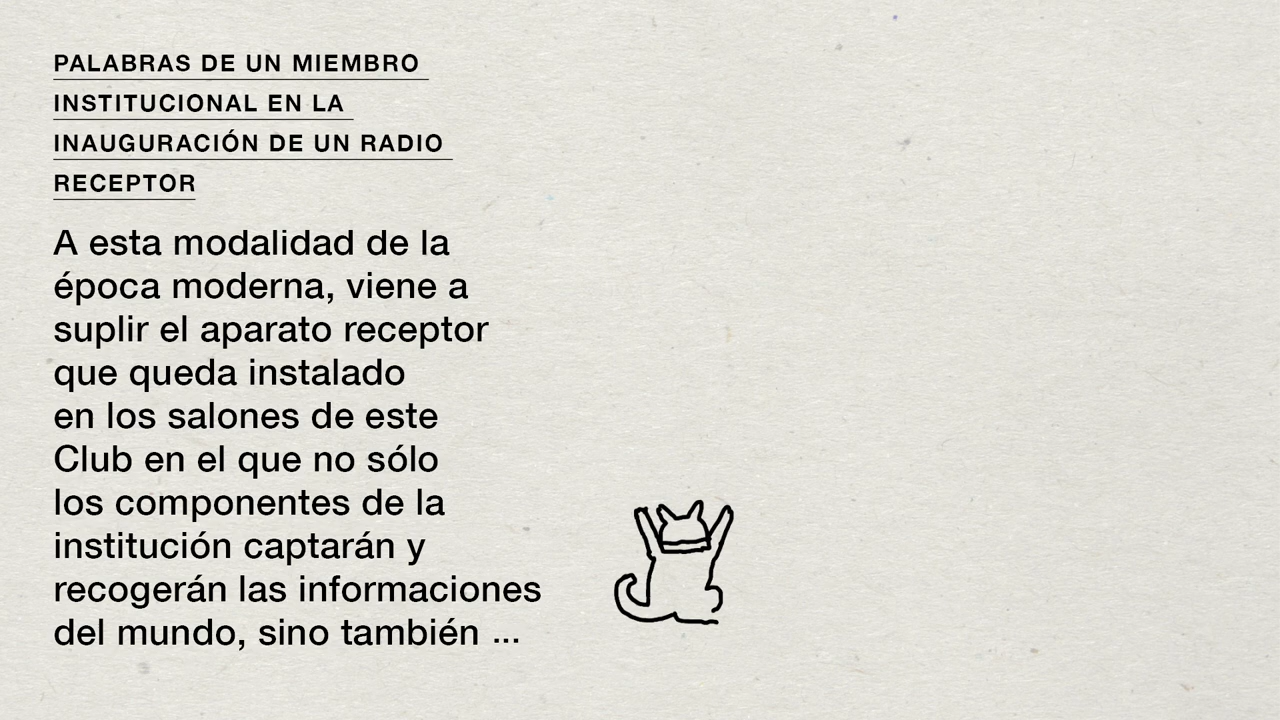 PALABRAS DE UN MIEMBRO
INSTITUCIONAL EN LA
INAUGURACIÓN DE UN RADIO
RECEPTOR
A esta modalidad de la
época moderna, viene a
suplir el aparato receptor
que queda instalado
en los salones de este
Club en el que no sólo
los componentes de la
institución captarán y
recogerán las informaciones
del mundo, sino también ...